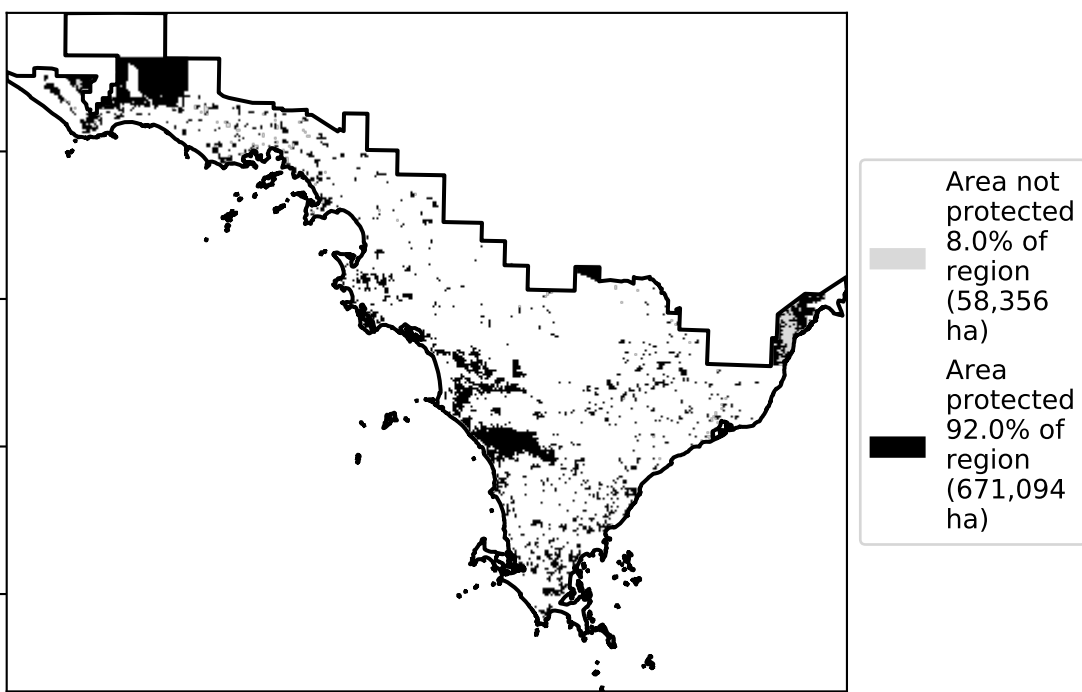 Area not
protected
8.0% of
region
(58,356
ha)
Area
protected
92.0% of
region
(671,094
ha)